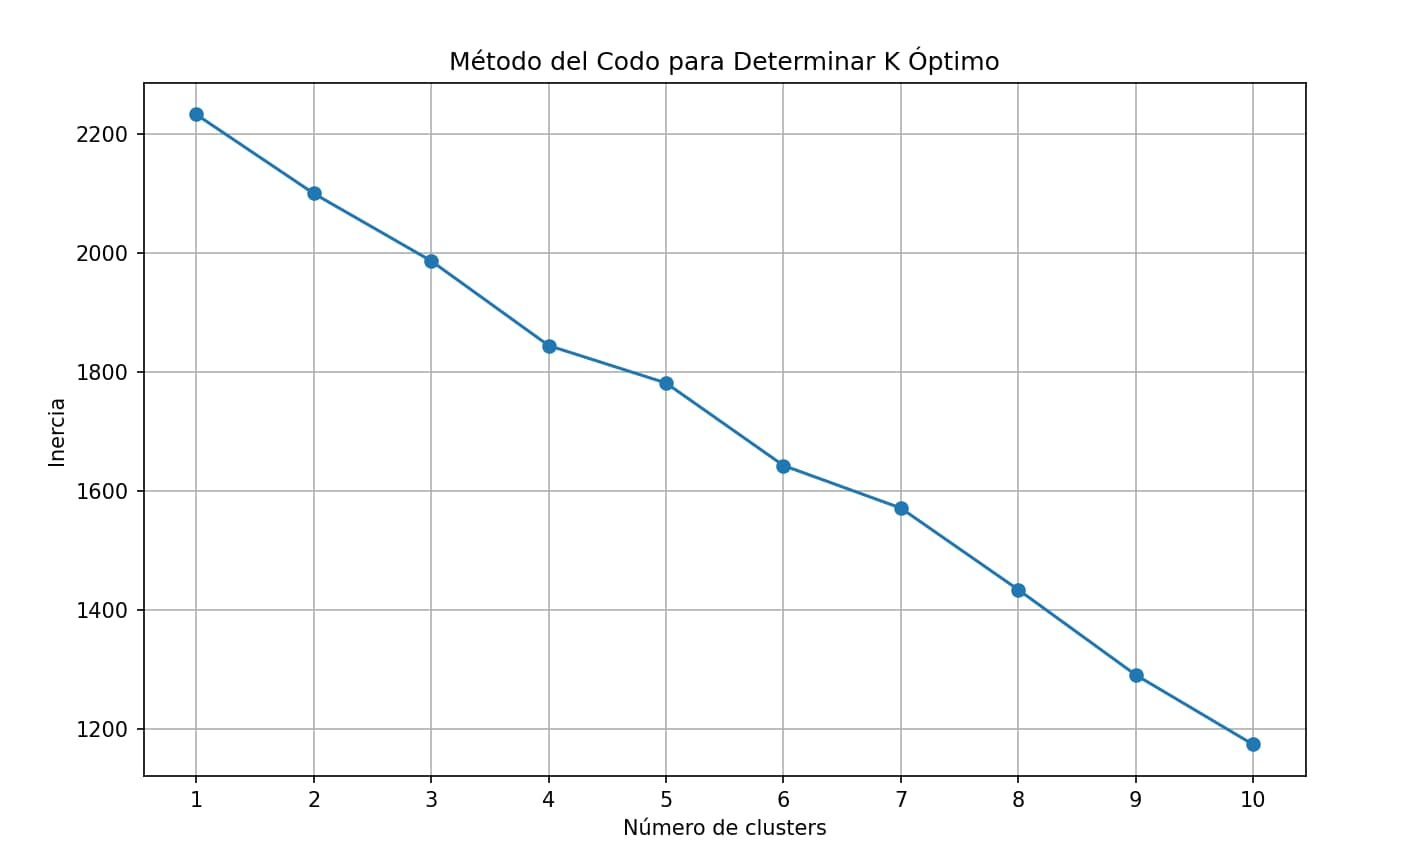 Método del Codo para Determinar K Óptimo
2200
2000
1800
1600
1400
1200
Inercia
1 2 3 4 5 6 7 8 9 10
Número de clusters